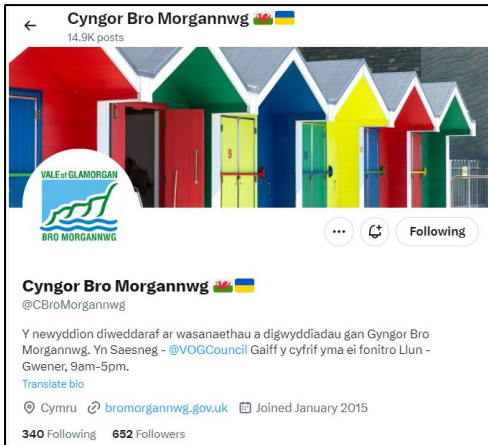 Cyngor Bro Morgannwg 🏴󠁧󠁢󠁷󠁬󠁳󠁿🇺🇦
14.9K posts
9
VALE of GLAMORGAN
BRO MORGANNWG
Following
Cyngor Bro Morgannwg 🏴󠁧󠁢󠁷󠁬󠁳󠁿🇺🇦
@CBroMorgannwg
Y newyddion diweddaraf ar wasanaethau a digwyddiadau gan Gyngor Bro
Morgannwg. Yn Saesneg - @VOGCouncil Gaiff y cyfrif yma ei fonitro Llun -
Gwener, 9am-5pm.
Translate bio
Cymru bromorgannwg.gov.uk Joined January 2015
340 Following 652 Followers